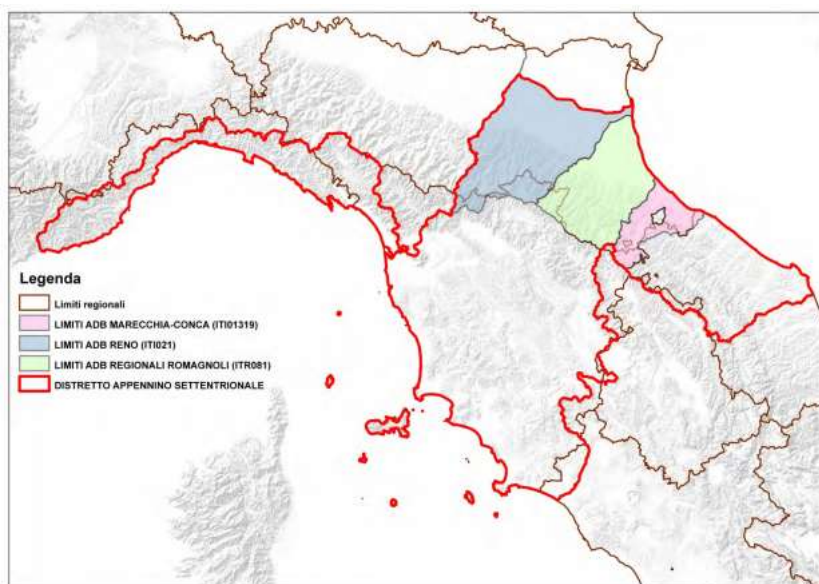 Legenda
Limiti regionali
LIMITI ADB MARECCHIA-CONCA (ITI01319)
LIMITI ADB RENO (ITI021)
LIMITI ADB REGIONALI ROMAGNOLI (ITR081)
DISTRETTO APPENNINO SETTENTRIONALE